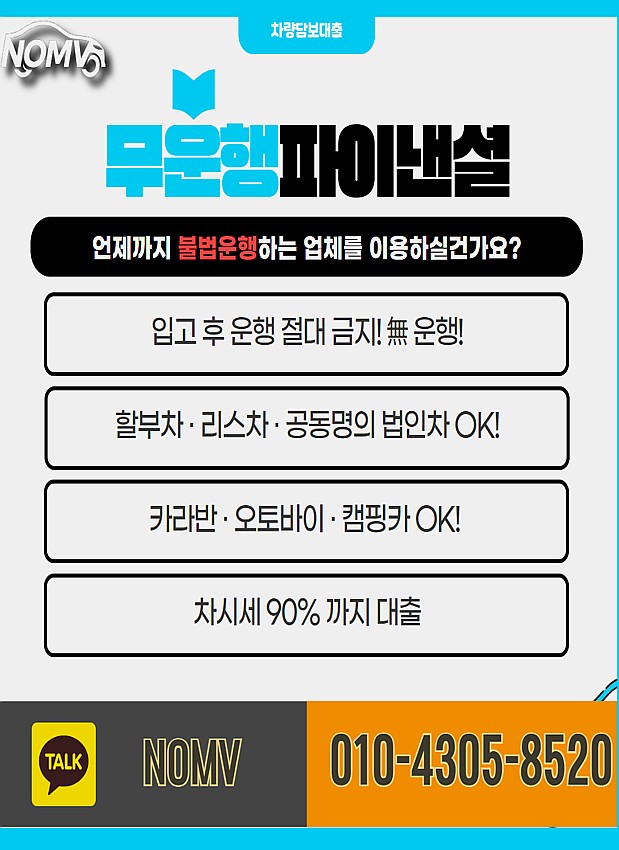 차량담보대출
NOMV
무운행파이낸셜
언제까지 불법운행하는 업체를 이용하실건가요?
입고 후 운행 절대 금지! 無 운행!
할부차 · 리스차 · 공동명의 법인차 OK!
카라반 · 오토바이 · 캠핑카 OK!
차시세 90% 까지 대출
TALK
NOMV
010-4305-8520